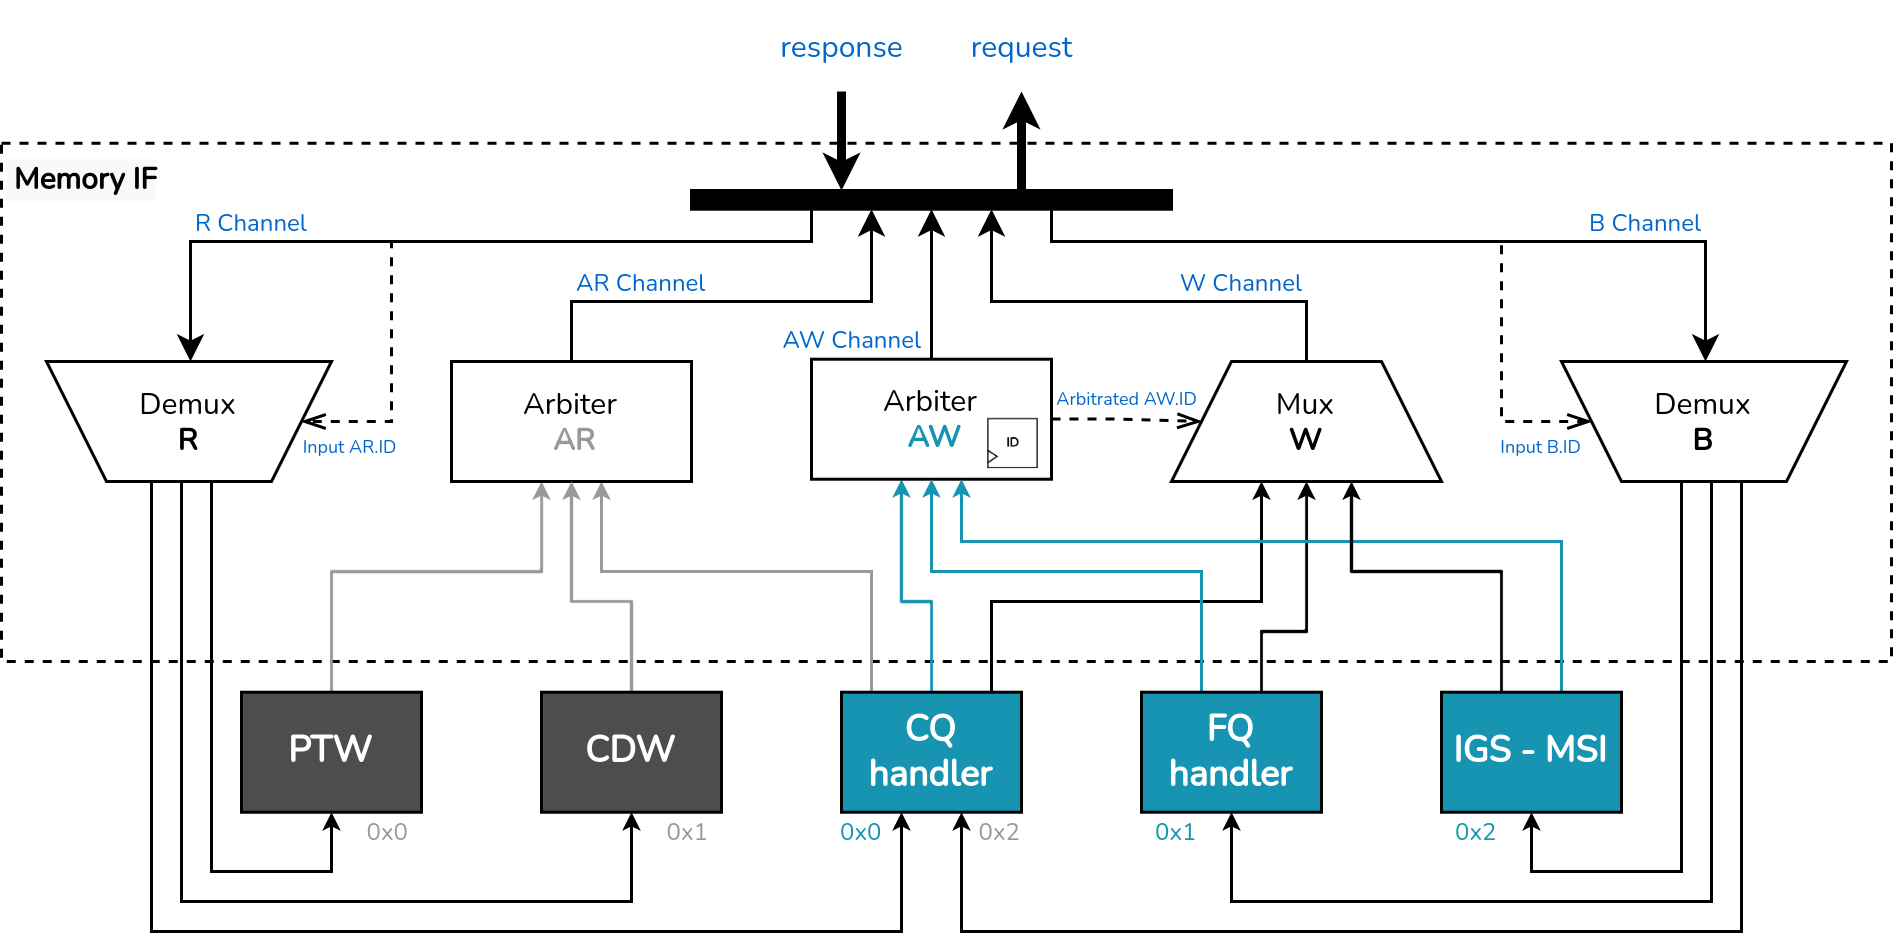 response
request
Memory IF
R Channel
B Channel
AR Channel
W Channel
AW Channel
Demux
R
Input AR.ID
Arbiter
AR
Arbiter
AW
ID
Arbitrated AW.ID
Mux
W
Input B.ID
Demux
B
PTW
0x0
CDW
0x1
CQ
handler
0x0
0x2
FQ
handler
0x1
IGS - MSI
0x2